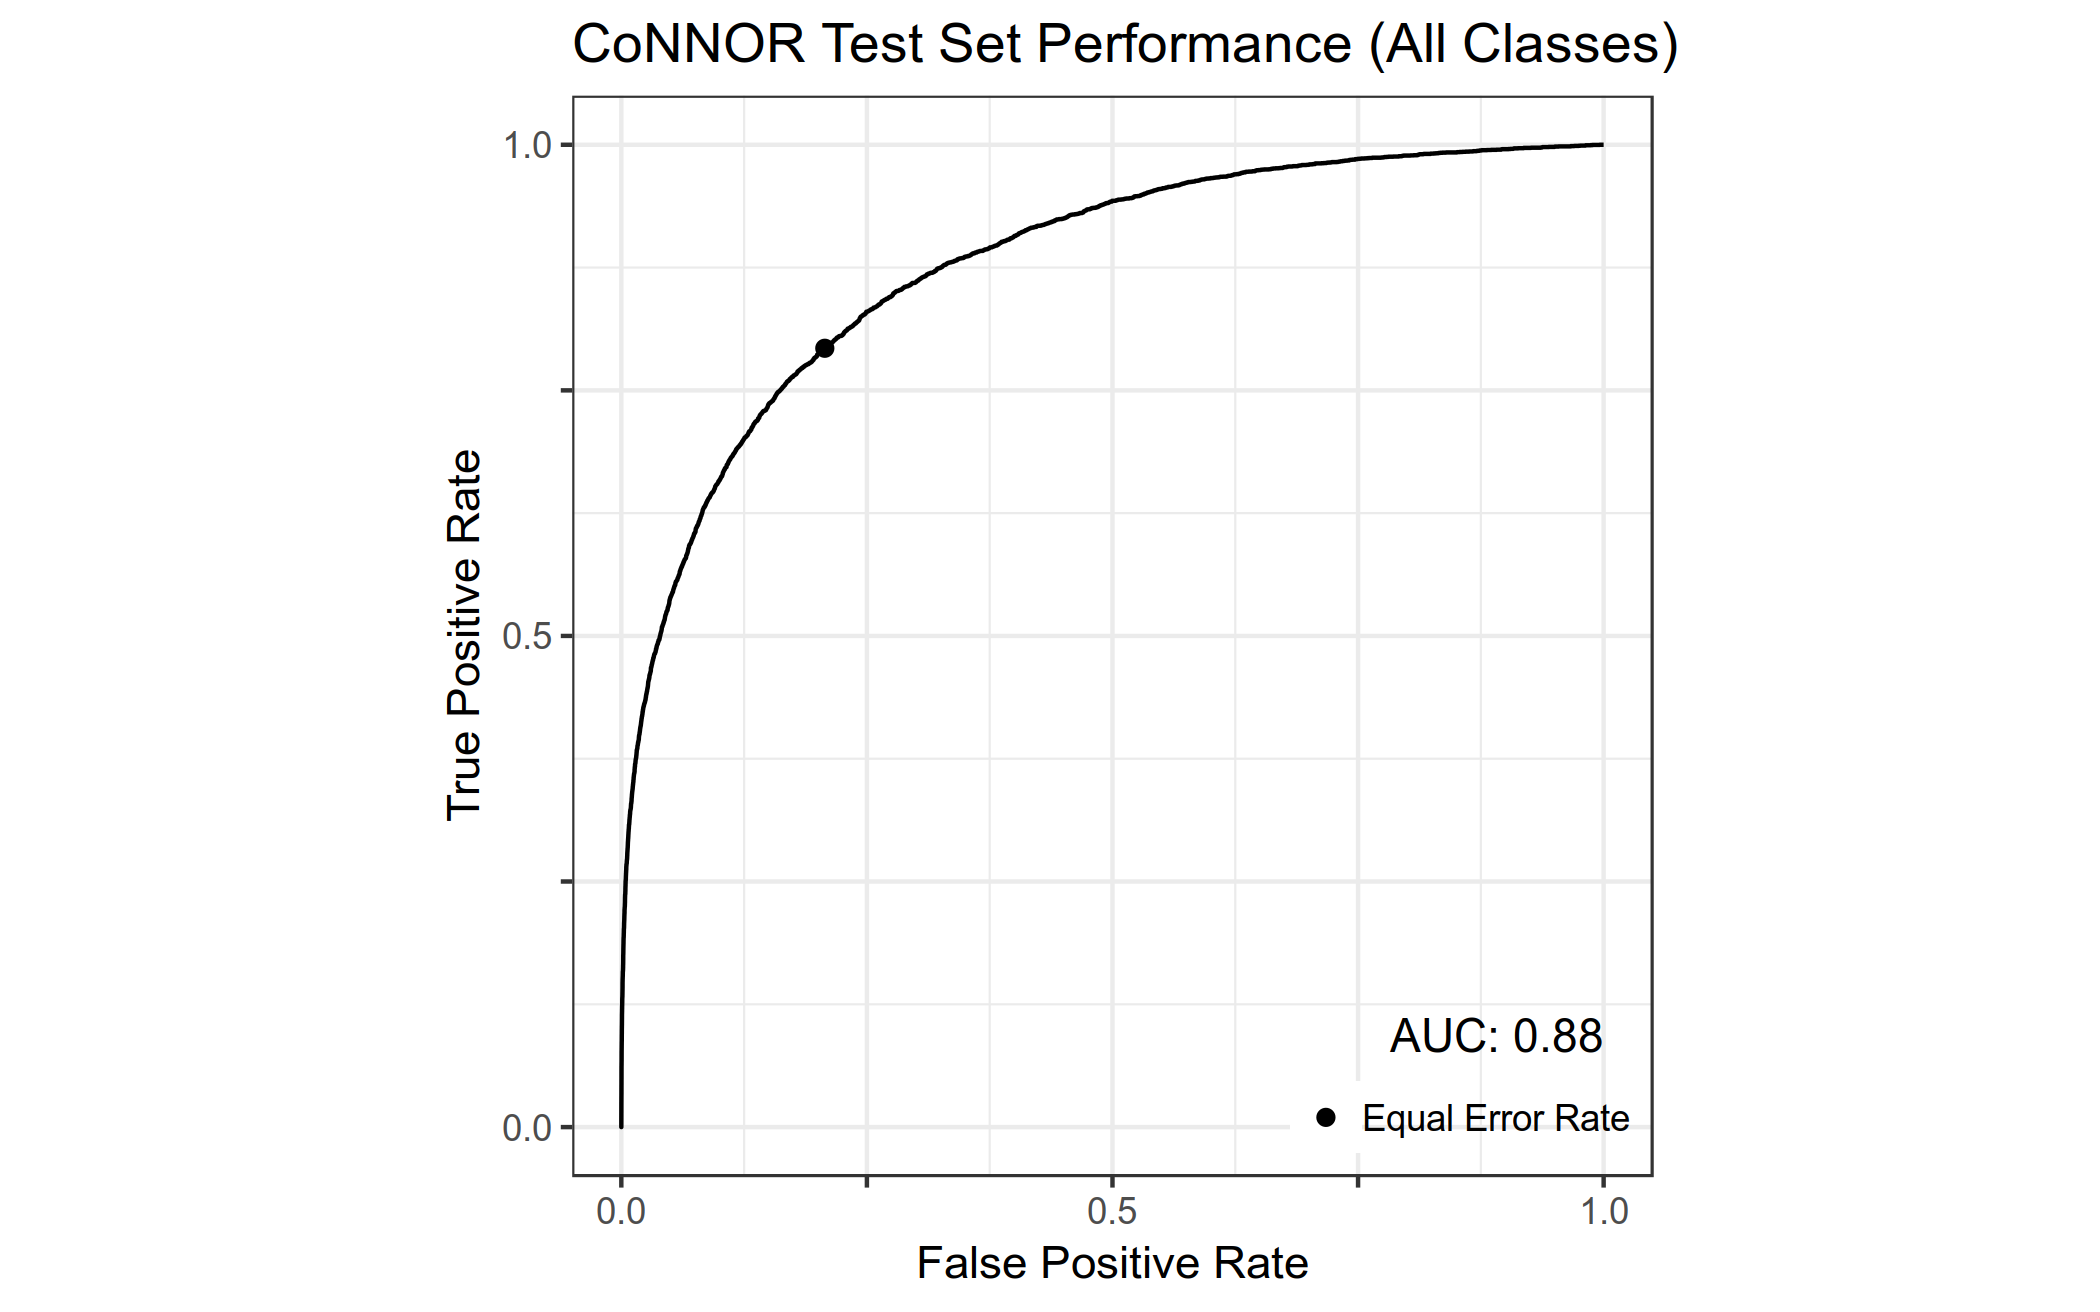 CoNNOR Test Set Performance (All Classes)
1.0
0.5
0.0
True Positive Rate
AUC: 0.88
Equal Error Rate
0.0 0.5 1.0
False Positive Rate